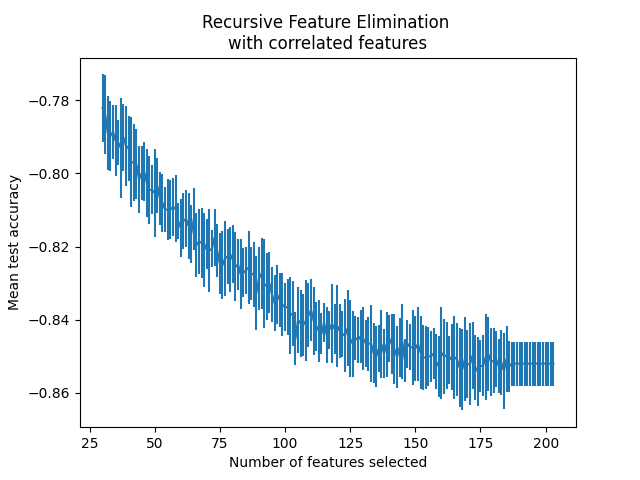 Recursive Feature Elimination
with correlated features
−0.78
−0.80
−0.82
−0.84
−0.86
Mean test accuracy
25 50 75 100 125 150 175 200
Number of features selected